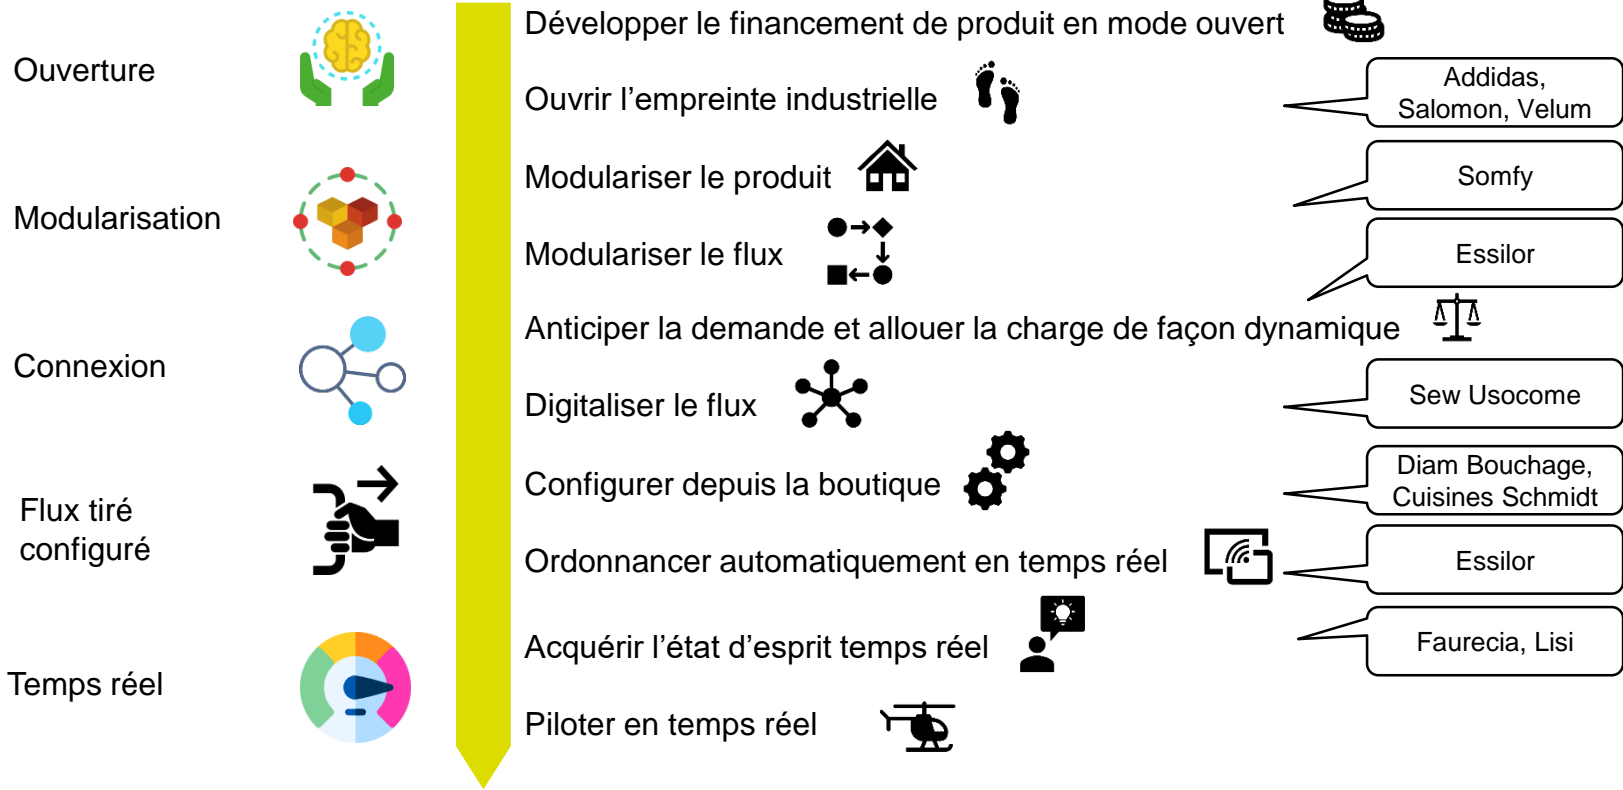 Développer le financement de produit en mode ouvert
Ouverture
Ouvrir l’empreinte industrielle
Addidas,
Salomon, Velum
Modulariser le produit
Somfy
Modularisation
Modulariser le flux
Essilor
Anticiper la demande et allouer la charge de façon dynamique
Connexion
Digitaliser le flux
Sew Usocome
Configurer depuis la boutique
Diam Bouchage,
Cuisines Schmidt
Flux tiré
configuré
Ordonnancer automatiquement en temps réel
Essilor
Acquérir l’état d’esprit temps réel
Faurecia, Lisi
Temps réel
Piloter en temps réel